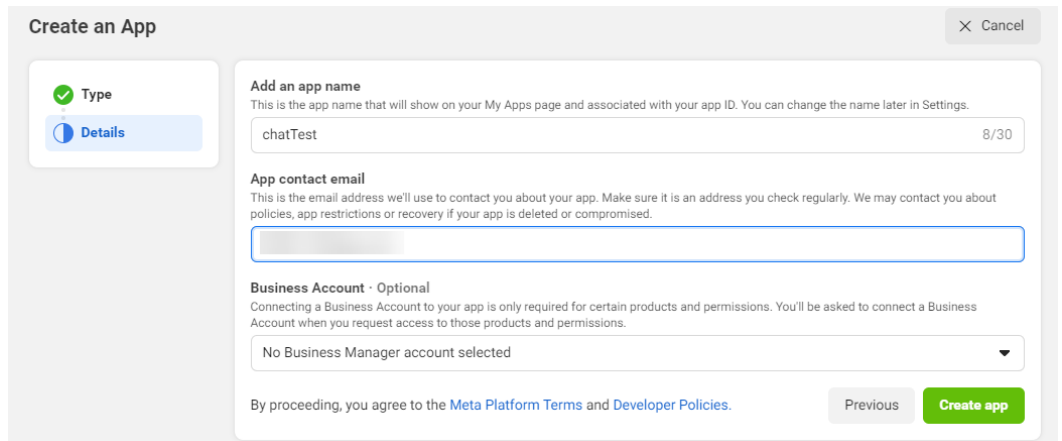 Create an App
Cancel
Type
Details
Add an app name
This is the app name that will show on your My Apps page and associated with your app ID. You can change the name later in Settings.
chatTest
8/30
App contact email
This is the email address we'll use to contact you about your app. Make sure it is an address you check regularly. We may contact you about
policies, app restrictions or recovery if your app is deleted or compromised.
Business Account · Optional
Connecting a Business Account to your app is only required for certain products and permissions. You'll be asked to connect a Business
Account when you request access to those products and permissions.
No Business Manager account selected
By proceeding, you agree to the Meta Platform Terms and Developer Policies.
Previous
Create app